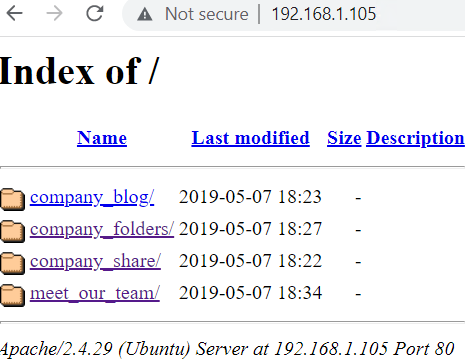 Not secure | 192.168.1.105
Index of /
Name Last modified Size Description
company_blog/ 2019-05-07 18:23 -
company_folders/ 2019-05-07 18:27 -
company_share/ 2019-05-07 18:22 -
meet_our_team/ 2019-05-07 18:34 -
Apache/2.4.29 (Ubuntu) Server at 192.168.1.105 Port 80